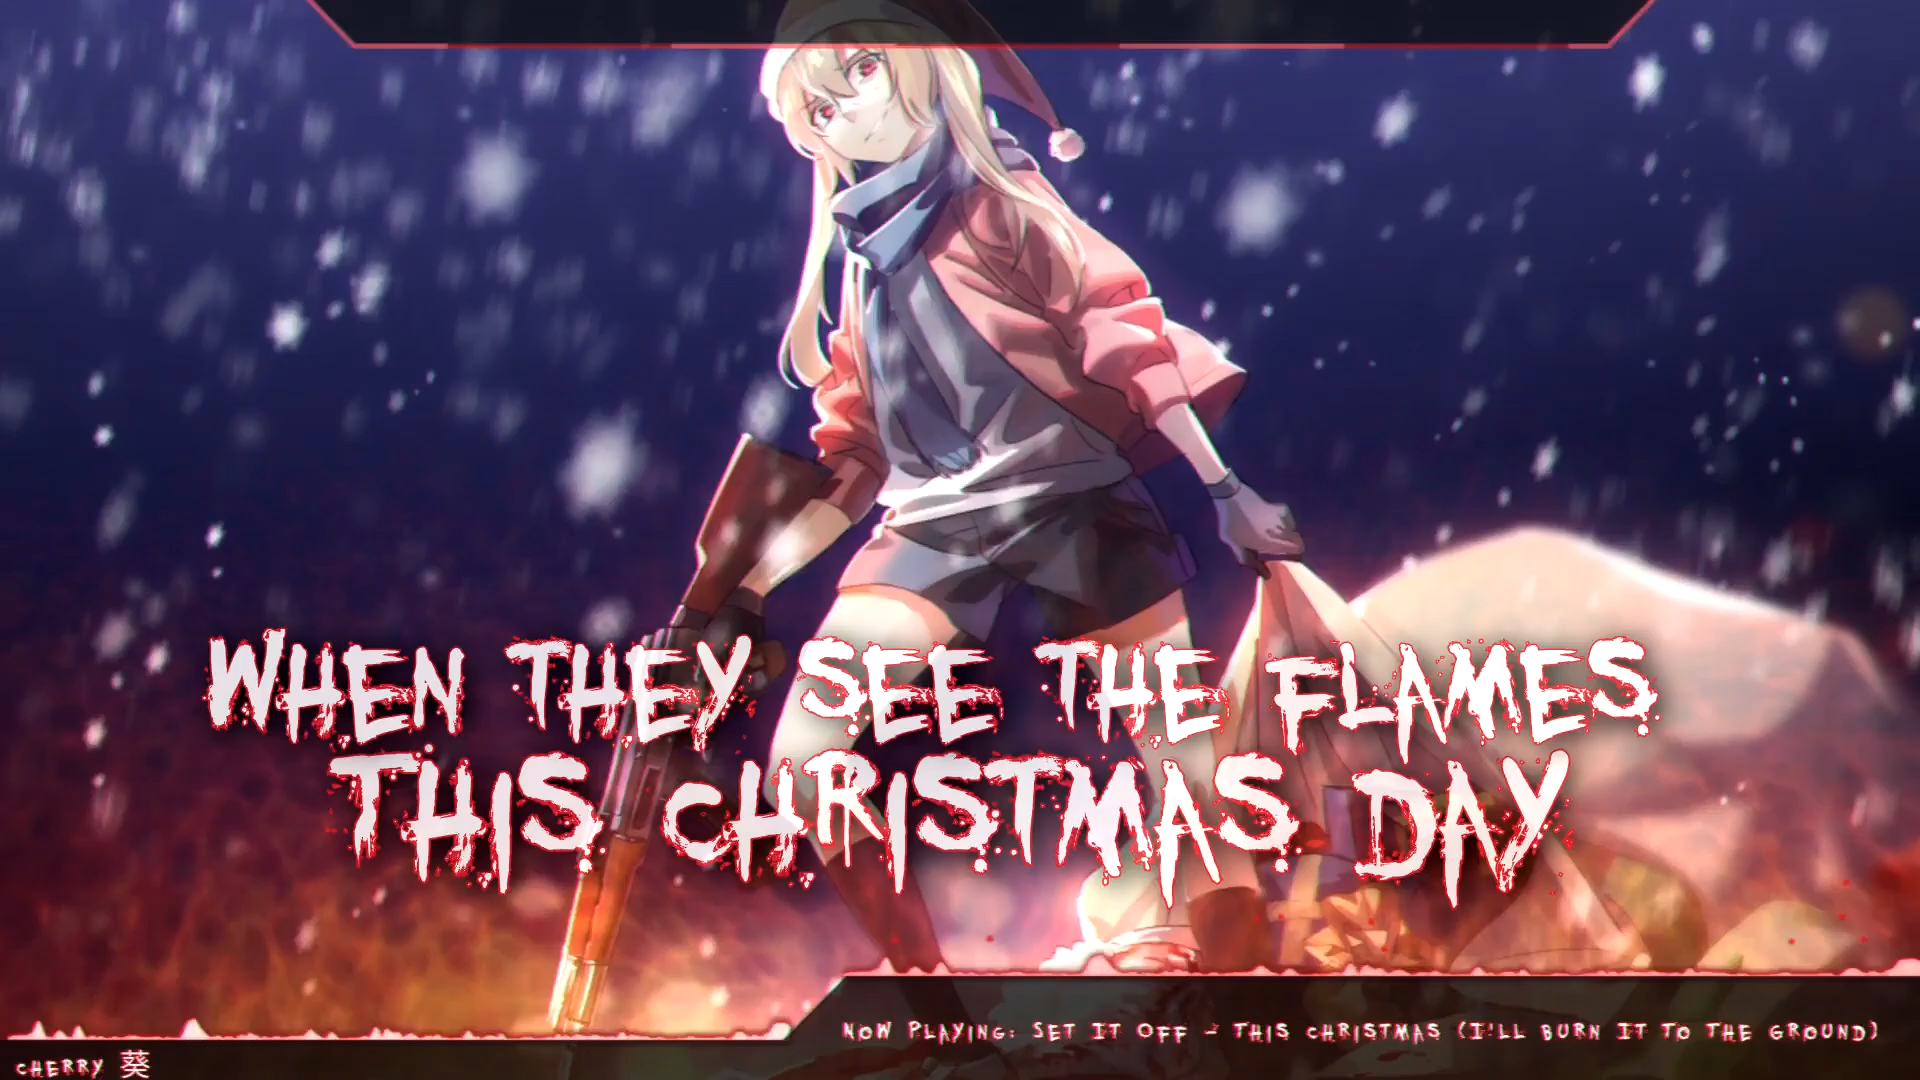 WHEN THEY SEE THE FLAMES
THIS CHRISTMAS DAY
NOW PLAYING: SET IT OFF - THIS CHRISTMAS (I'LL BURN IT TO THE GROUND)
CHERRY 葵